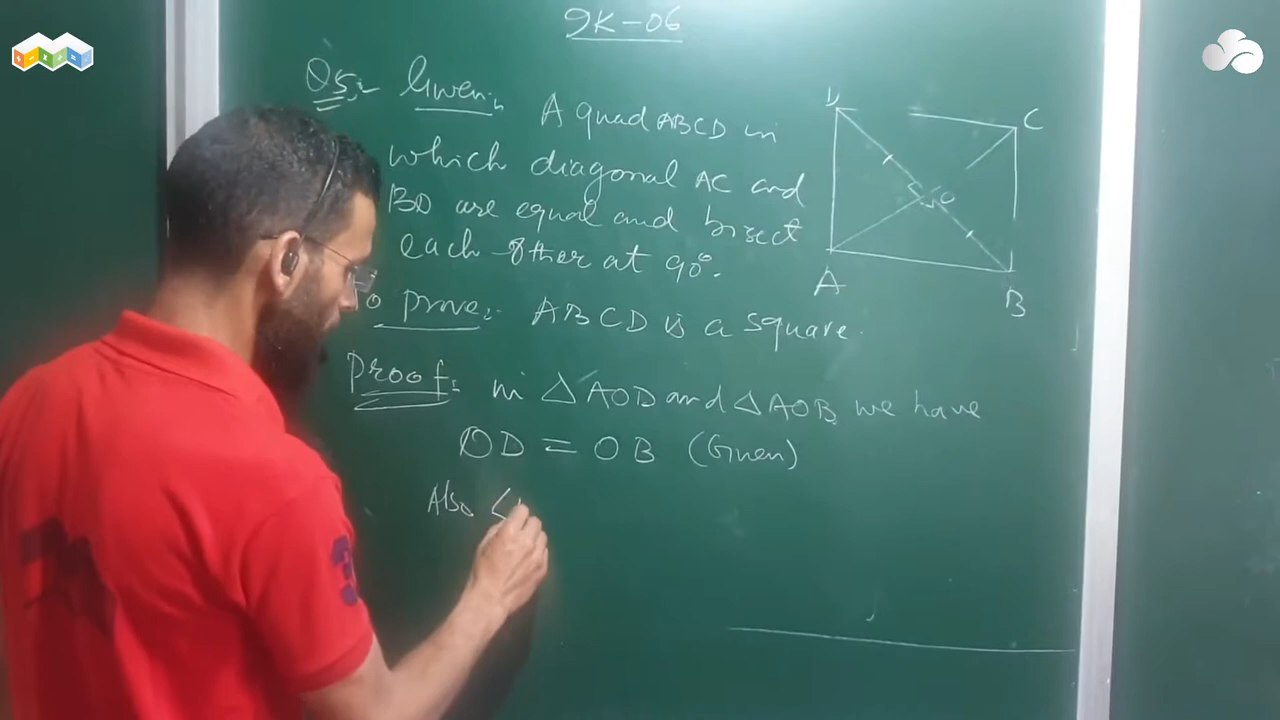 9K-06
Q5:- Given:- A quad ABCD in
which diagonal AC and
BD are equal and bisect
each other at 90°.
To prove:- ABCD is a square.
Proof:- in △AOD and △AOB we have
OD = OB (Given)
Also ∠
D
C
O
A
B